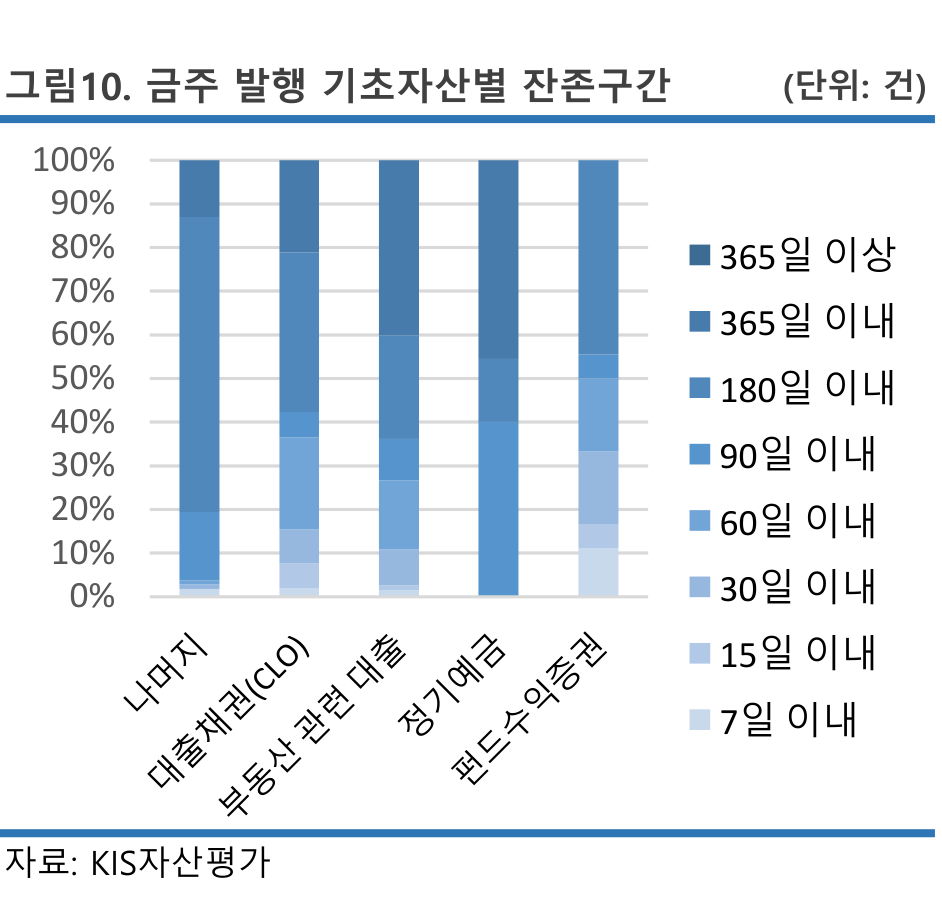 그림10. 금주 발행 기초자산별 잔존구간 (단위: 건)
100%
90%
80%
70%
60%
50%
40%
30%
20%
10%
0%
나머지
대출채권(CLO)
부동산 관련 대출
정기예금
펀드수익증권
365일 이상
365일 이내
180일 이내
90일 이내
60일 이내
30일 이내
15일 이내
7일 이내
자료: KIS자산평가